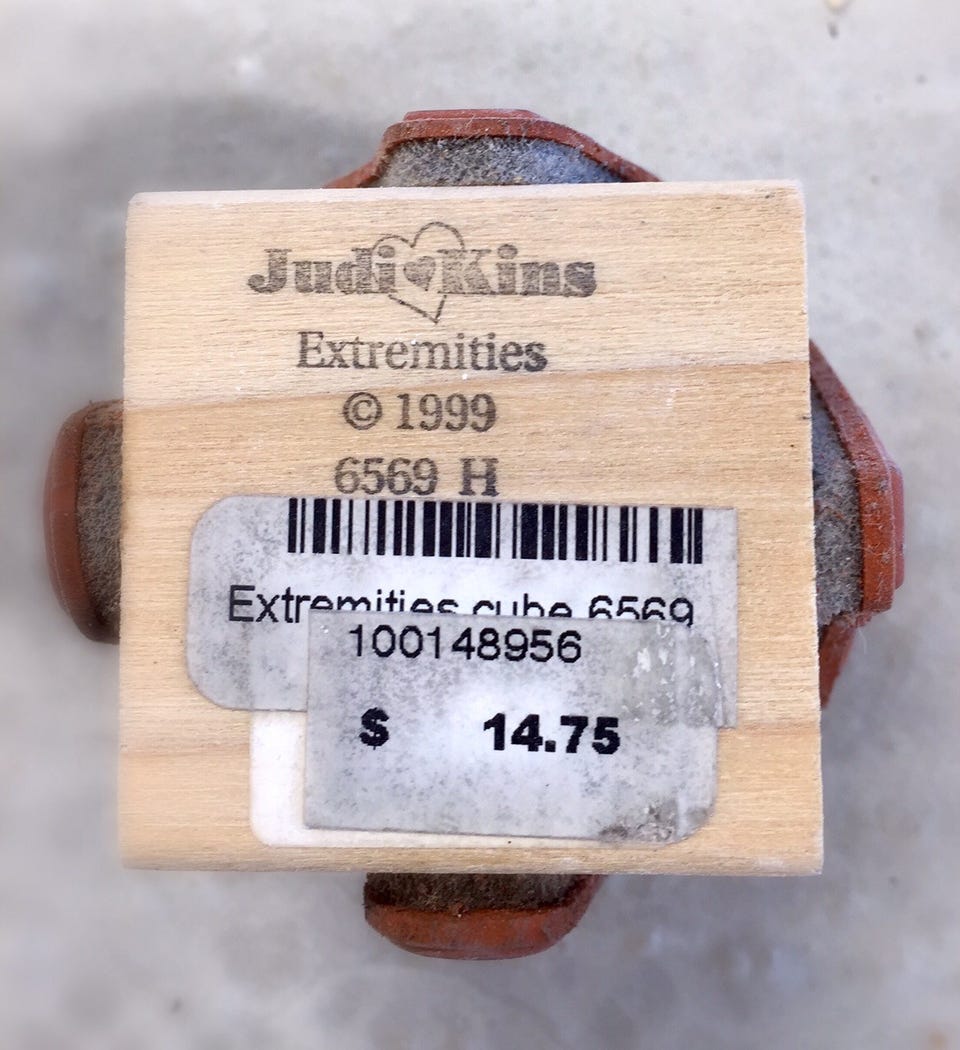 Judi Kins
Extremities
© 1999
6569 H
Extremities cube 6569
100148956
$ 14.75